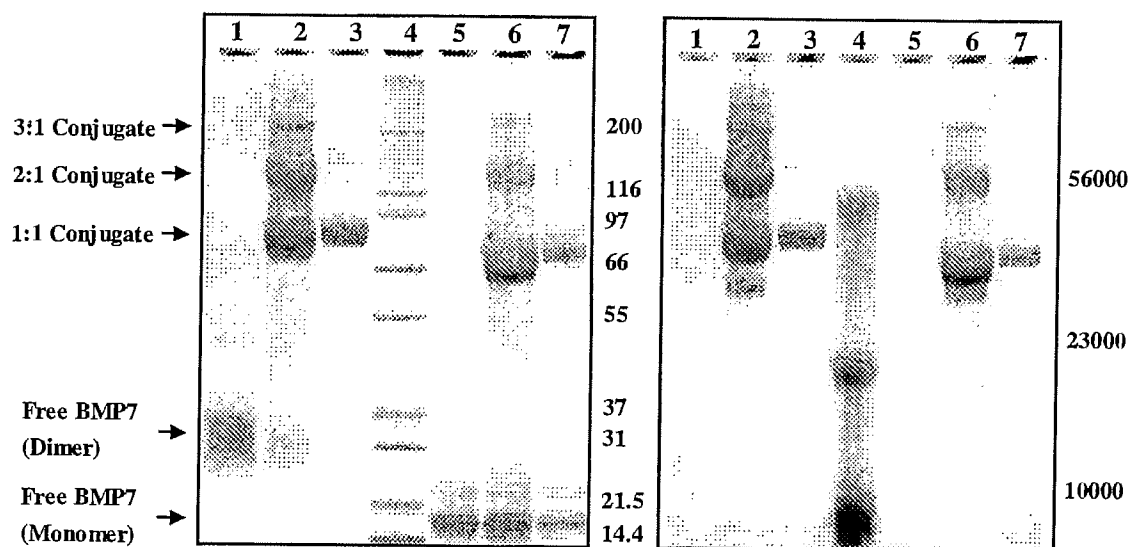 1 2 3 4 5 6 7
3:1 Conjugate
2:1 Conjugate
1:1 Conjugate
Free BMP7
(Dimer)
Free BMP7
(Monomer)
200
116
97
66
55
37
31
21.5
14.4
1 2 3 4 5 6 7
56000
23000
10000